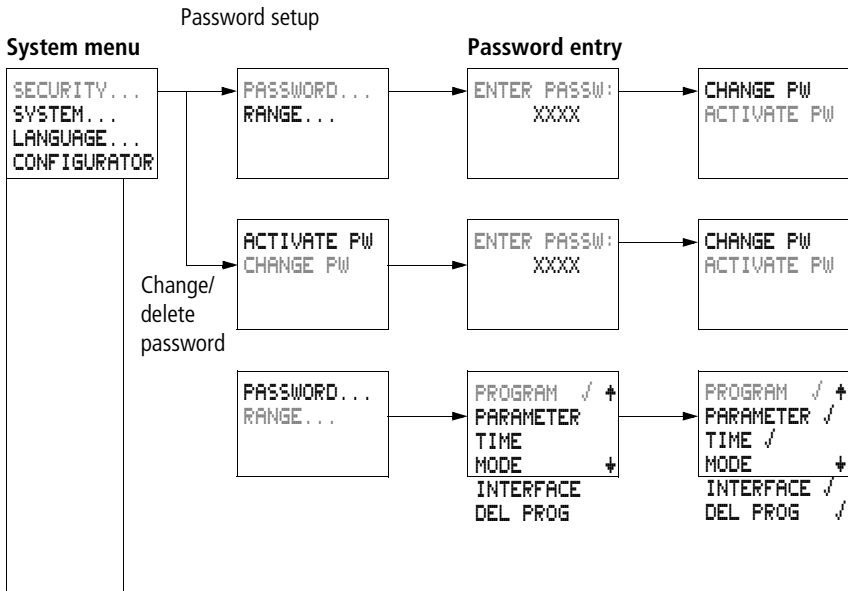 Password setup
System menu
Password entry
SECURITY...
SYSTEM...
LANGUAGE...
CONFIGURATOR
PASSWORD...
RANGE...
ENTER PASSW:
XXXX
CHANGE PW
ACTIVATE PW
Change/
delete
password
ACTIVATE PW
CHANGE PW
ENTER PASSW:
XXXX
CHANGE PW
ACTIVATE PW
PASSWORD...
RANGE...
PROGRAM √ ↑
PARAMETER
TIME
MODE ↓
INTERFACE
DEL PROG
PROGRAM √ ↑
PARAMETER √
TIME √
MODE ↓
INTERFACE √
DEL PROG √